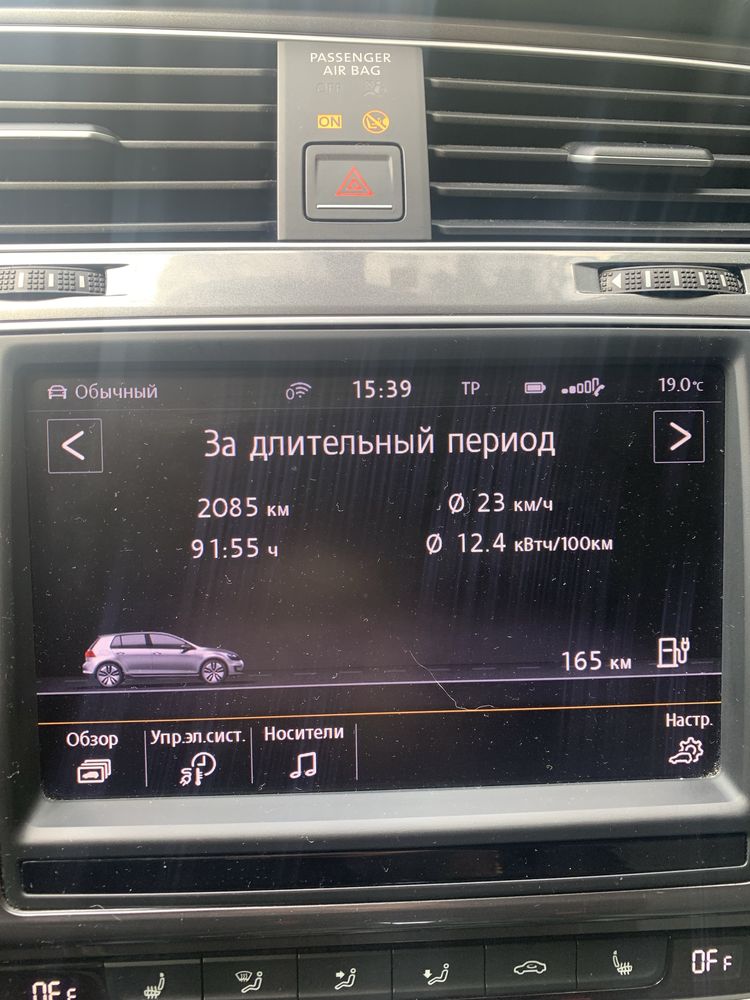 PASSENGER
AIR BAG
OFF
ON
Обычный 15:39 TP 19.0°C
За длительный период
2085 км Ø 23 км/ч
91:55 ч Ø 12.4 кВтч/100км
165 км
Обзор Упр.эл.сист. Носители Настр.
OFF OFF